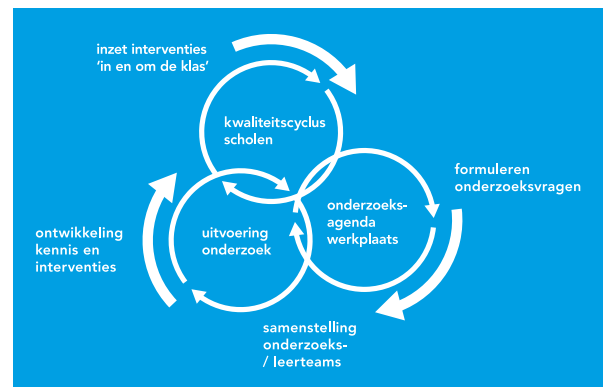 inzet interventies
'in en om de klas'
kwaliteitscyclus
scholen
formuleren
onderzoeksvragen
onderzoeks-
agenda
werkplaats
uitvoering
onderzoek
ontwikkeling
kennis en
interventies
samenstelling
onderzoeks-
/ leerteams